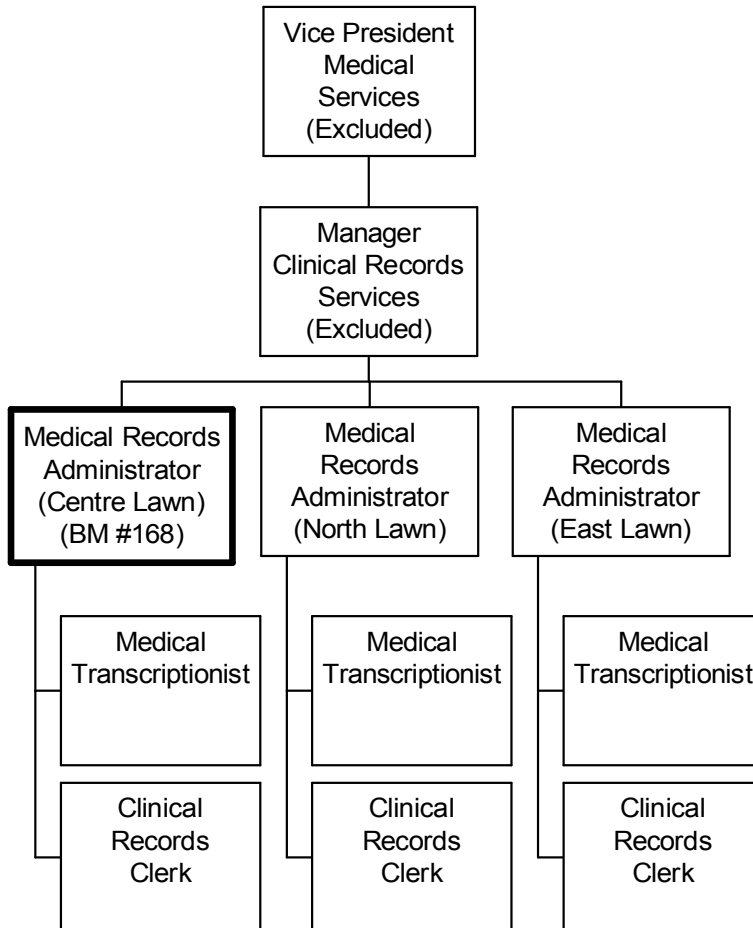 Vice President
Medical
Services
(Excluded)
Manager
Clinical Records
Services
(Excluded)
Medical Records
Administrator
(Centre Lawn)
(BM #168)
Medical
Records
Administrator
(North Lawn)
Medical
Records
Administrator
(East Lawn)
Medical
Transcriptionist
Medical
Transcriptionist
Medical
Transcriptionist
Clinical
Records
Clerk
Clinical
Records
Clerk
Clinical
Records
Clerk